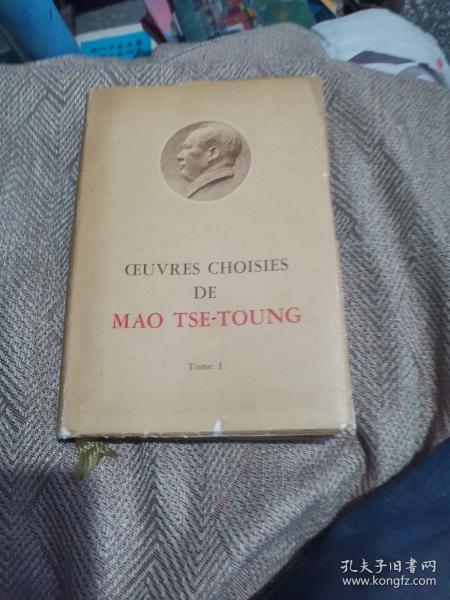 ŒUVRES CHOISIES
DE
MAO TSE-TOUNG
Tome I
孔夫子旧书网
www.kongfz.com